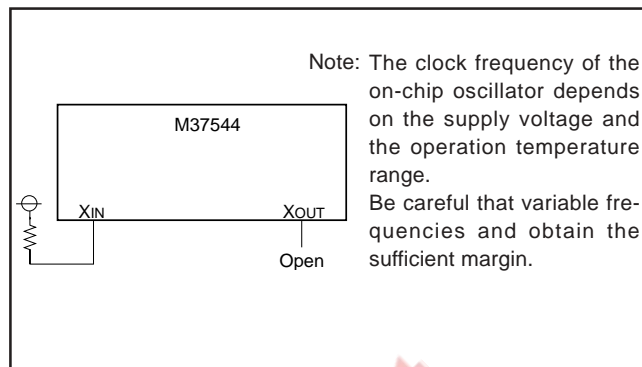 Note: The clock frequency of the
on-chip oscillator depends
on the supply voltage and
the operation temperature
range.
Be careful that variable fre-
quencies and obtain the
sufficient margin.
M37544
XIN
XOUT
Open